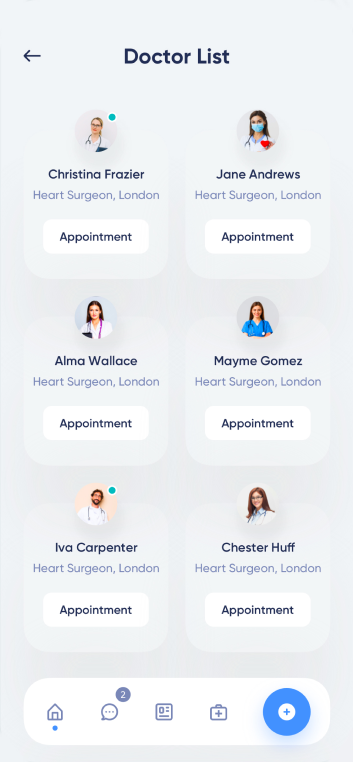 Doctor List
Christina Frazier
Heart Surgeon, London
Appointment
Jane Andrews
Heart Surgeon, London
Appointment
Alma Wallace
Heart Surgeon, London
Appointment
Mayme Gomez
Heart Surgeon, London
Appointment
Iva Carpenter
Heart Surgeon, London
Appointment
Chester Huff
Heart Surgeon, London
Appointment
2